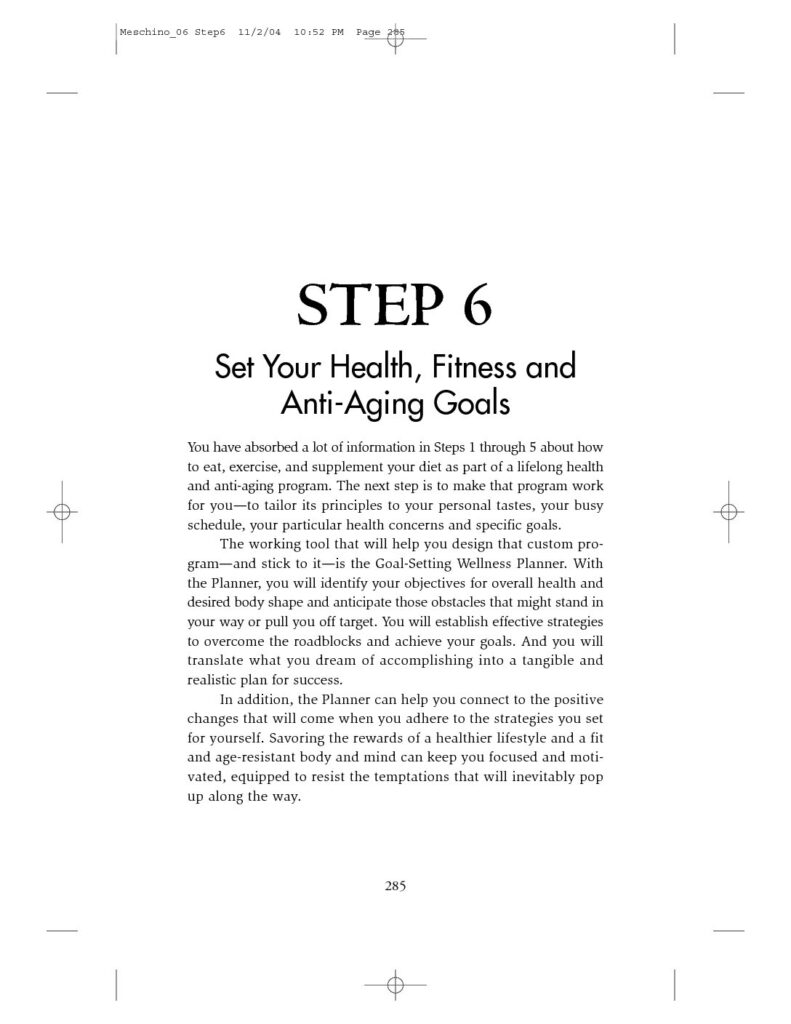 Meschino_06 Step6 11/2/04 10:52 PM Page 285
STEP 6
Set Your Health, Fitness and
Anti-Aging Goals
You have absorbed a lot of information in Steps 1 through 5 about how
to eat, exercise, and supplement your diet as part of a lifelong health
and anti-aging program. The next step is to make that program work
for you—to tailor its principles to your personal tastes, your busy
schedule, your particular health concerns and specific goals.
The working tool that will help you design that custom pro-
gram—and stick to it—is the Goal-Setting Wellness Planner. With
the Planner, you will identify your objectives for overall health and
desired body shape and anticipate those obstacles that might stand in
your way or pull you off target. You will establish effective strategies
to overcome the roadblocks and achieve your goals. And you will
translate what you dream of accomplishing into a tangible and
realistic plan for success.
In addition, the Planner can help you connect to the positive
changes that will come when you adhere to the strategies you set
for yourself. Savoring the rewards of a healthier lifestyle and a fit
and age-resistant body and mind can keep you focused and moti-
vated, equipped to resist the temptations that will inevitably pop
up along the way.
285